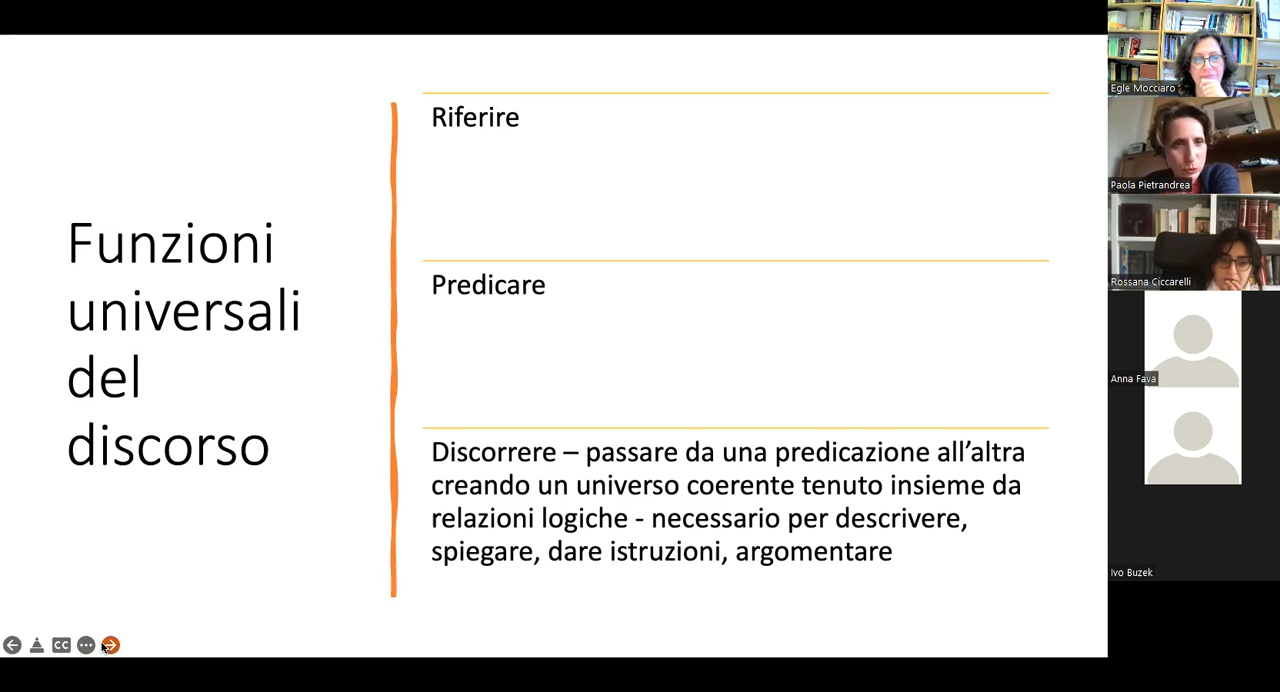 Funzioni
universali
del
discorso
Riferire
Predicare
Discorrere – passare da una predicazione all’altra
creando un universo coerente tenuto insieme da
relazioni logiche - necessario per descrivere,
spiegare, dare istruzioni, argomentare
CC
Egle Mocciaro
Paola Pietrandrea
Rossana Ciccarelli
Anna Fava
Ivo Buzek